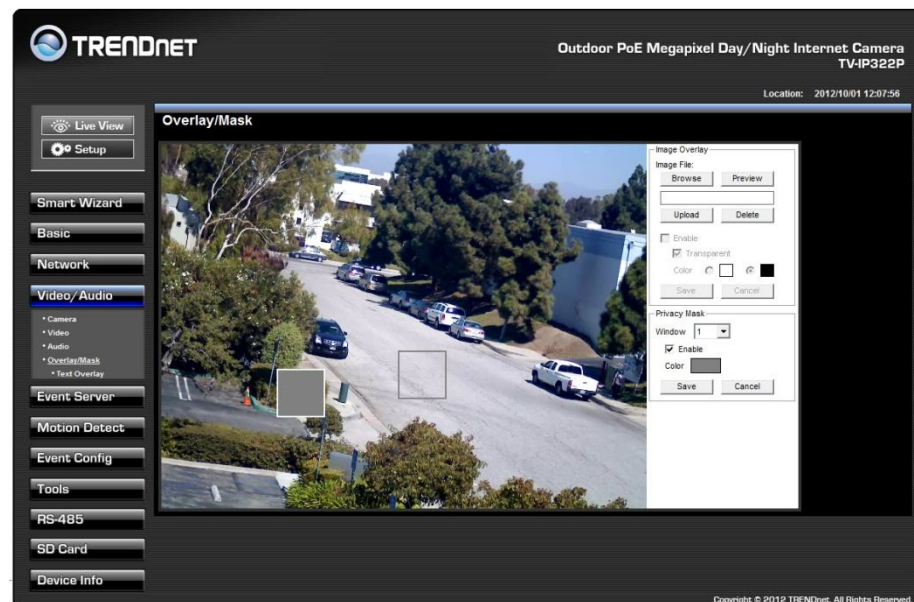 TRENDNET
Outdoor PoE Megapixel Day/Night Internet Camera
TV-IP322P
Location: 2012/10/01 12:07:56
Live View
Setup
Smart Wizard
Basic
Network
Video/Audio
• Camera
• Video
• Audio
• Overlay/Mask
• Text Overlay
Event Server
Motion Detect
Event Config
Tools
RS-485
SD Card
Device Info
Overlay/Mask
Image Overlay
Image File:
Browse Preview
Upload Delete
Enable
Transparent
Color
Save Cancel
Privacy Mask
Window 1
Enable
Color
Save Cancel
Copyright © 2012 TRENDnet. All Rights Reserved.